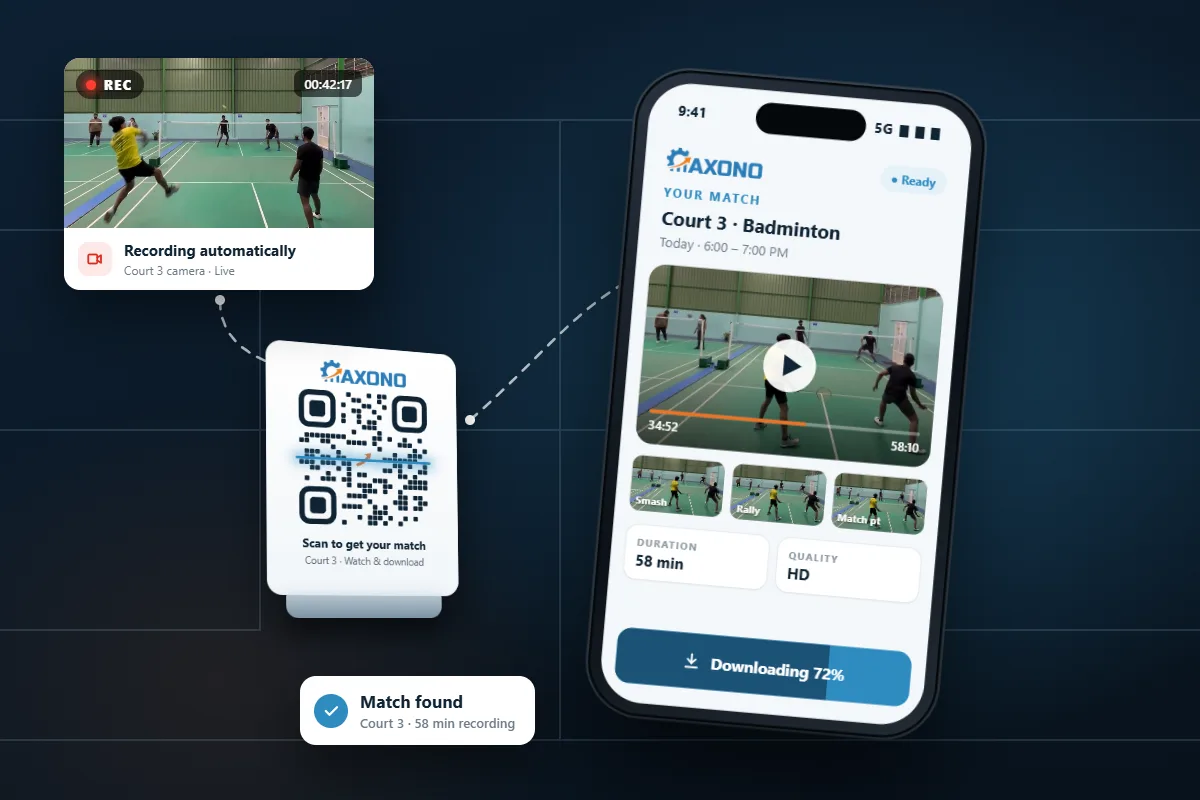 REC
00:42:17
Recording automatically
Court 3 camera · Live
AXONO
Scan to get your match
Court 3 · Watch & download
Match found
Court 3 · 58 min recording
9:41
5G
AXONO
Ready
YOUR MATCH
Court 3 · Badminton
Today · 6:00 – 7:00 PM
34:52
58:10
Smash
Rally
Match pt
DURATION
58 min
QUALITY
HD
Downloading 72%